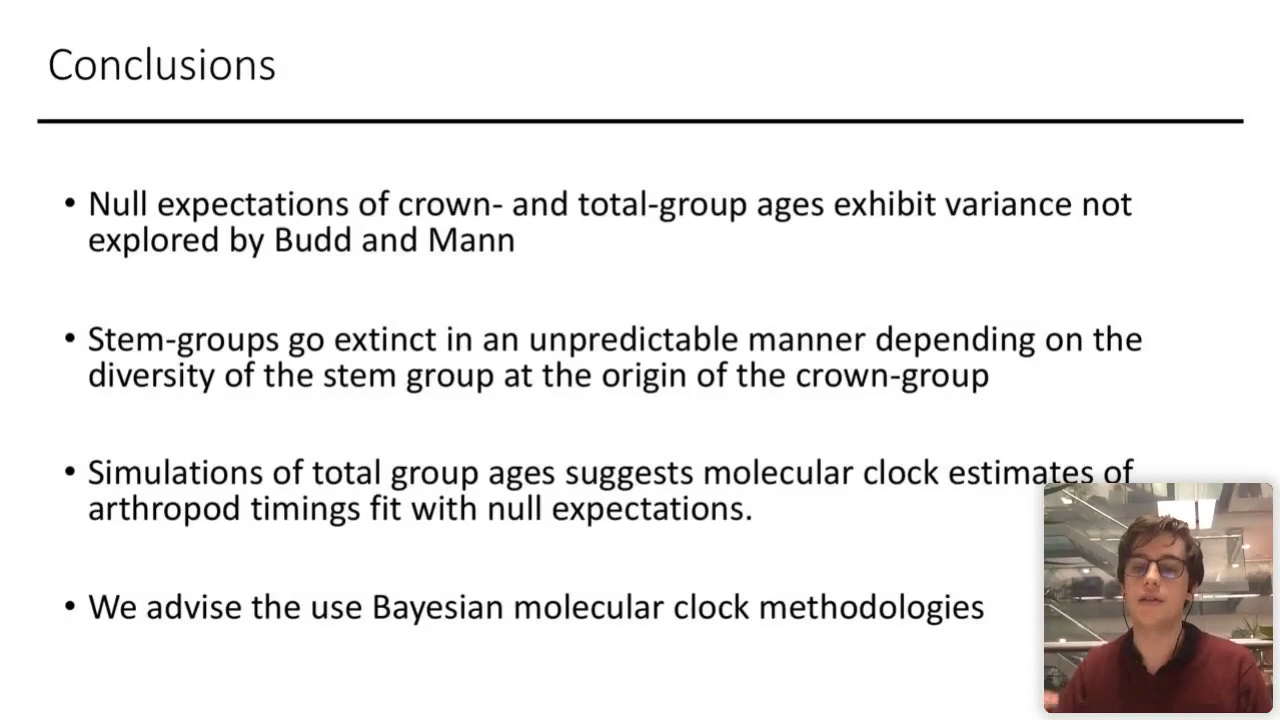 Conclusions
• Null expectations of crown- and total-group ages exhibit variance not
explored by Budd and Mann
• Stem-groups go extinct in an unpredictable manner depending on the
diversity of the stem group at the origin of the crown-group
• Simulations of total group ages suggests molecular clock estimates of
arthropod timings fit with null expectations.
• We advise the use Bayesian molecular clock methodologies